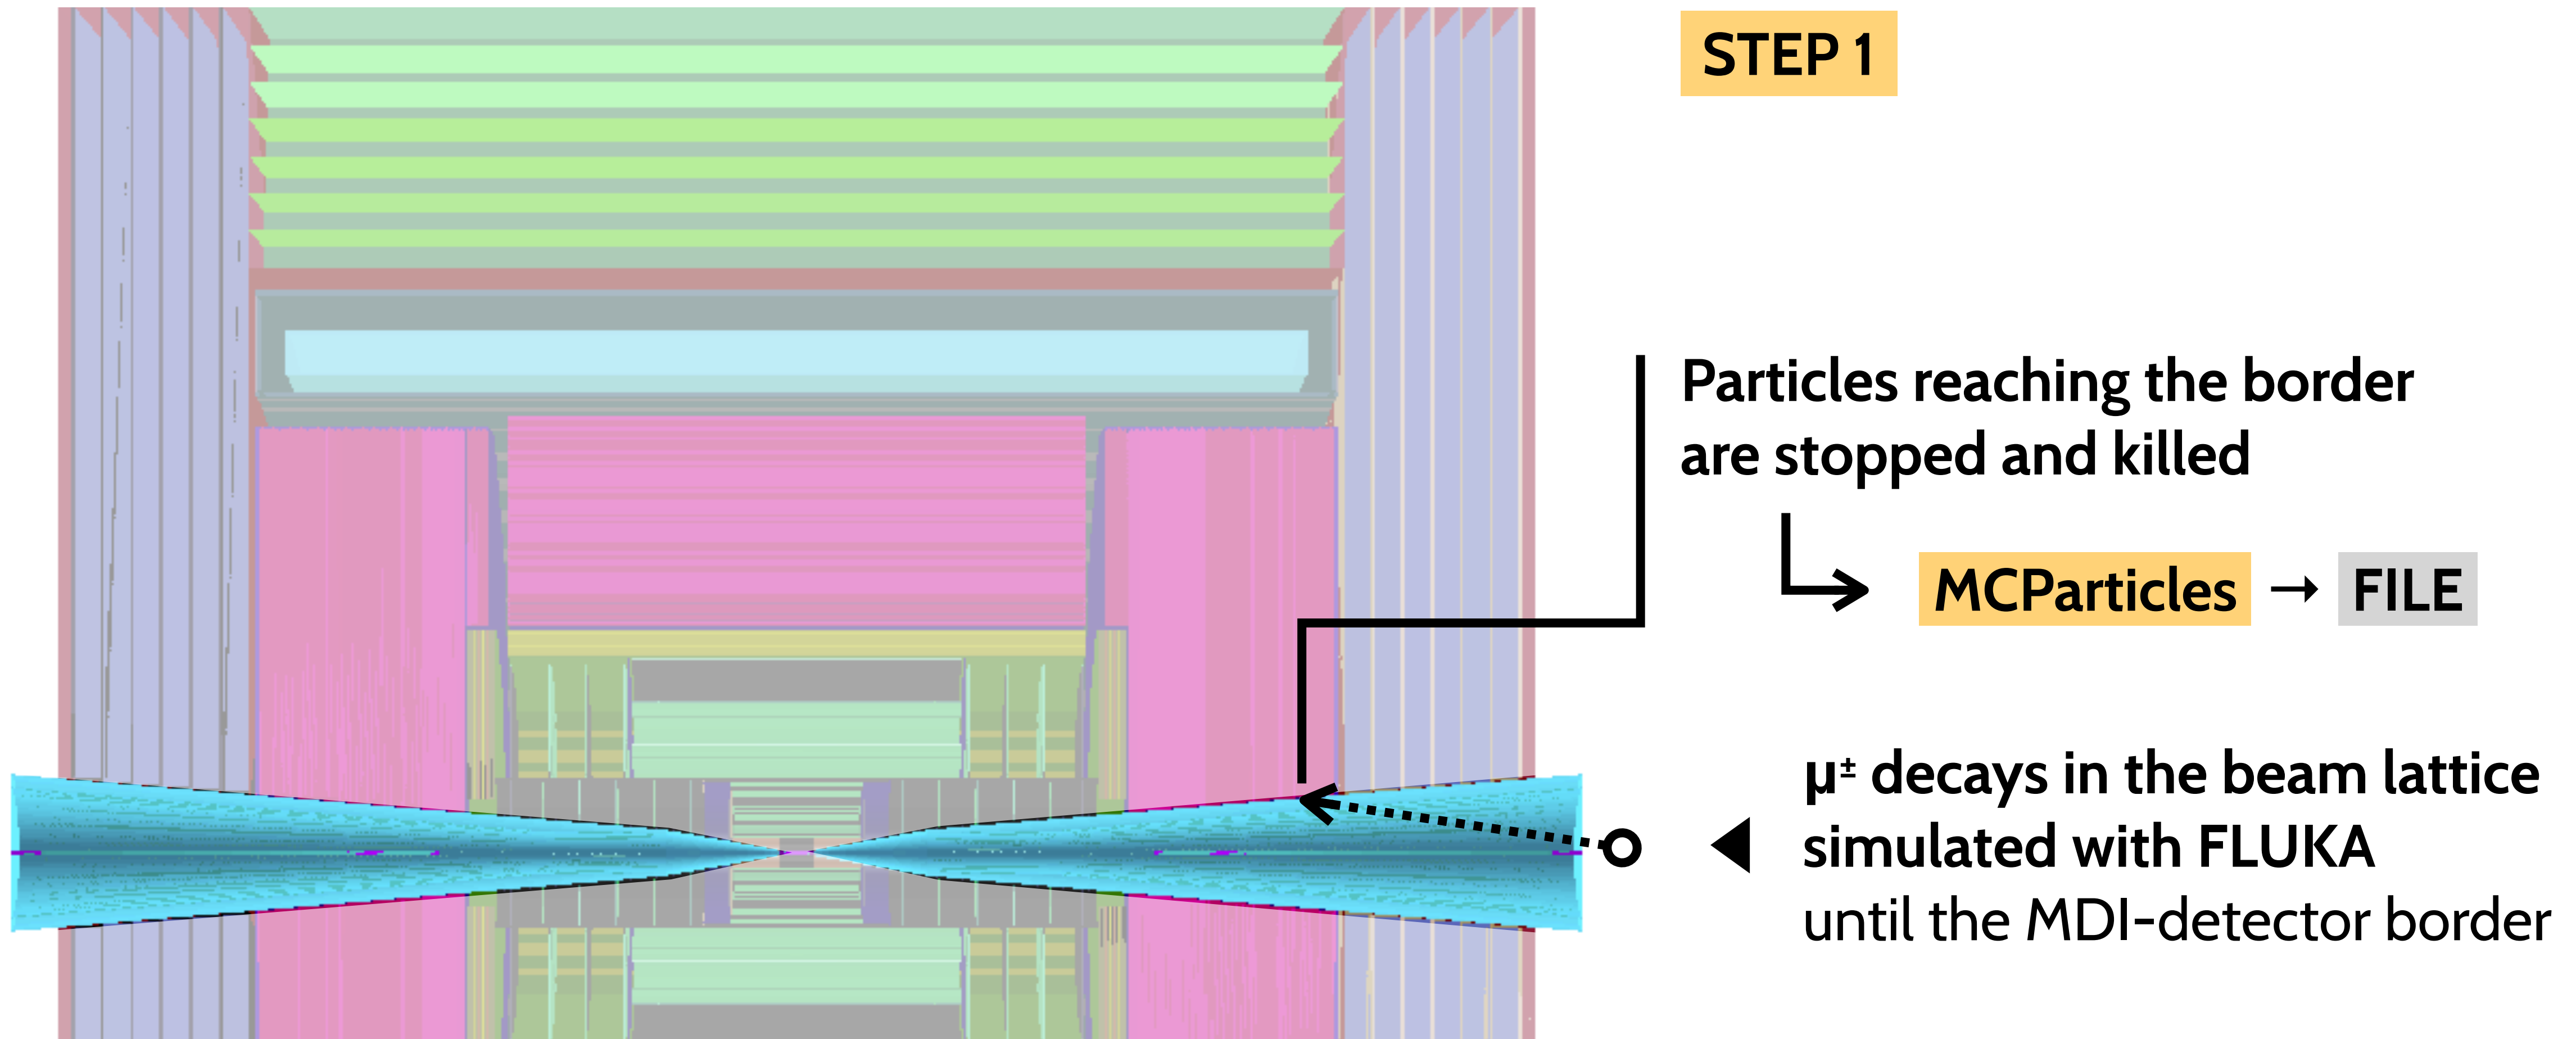 STEP 1
Particles reaching the border
are stopped and killed
MCParticles → FILE
μ± decays in the beam lattice
simulated with FLUKA
until the MDI-detector border